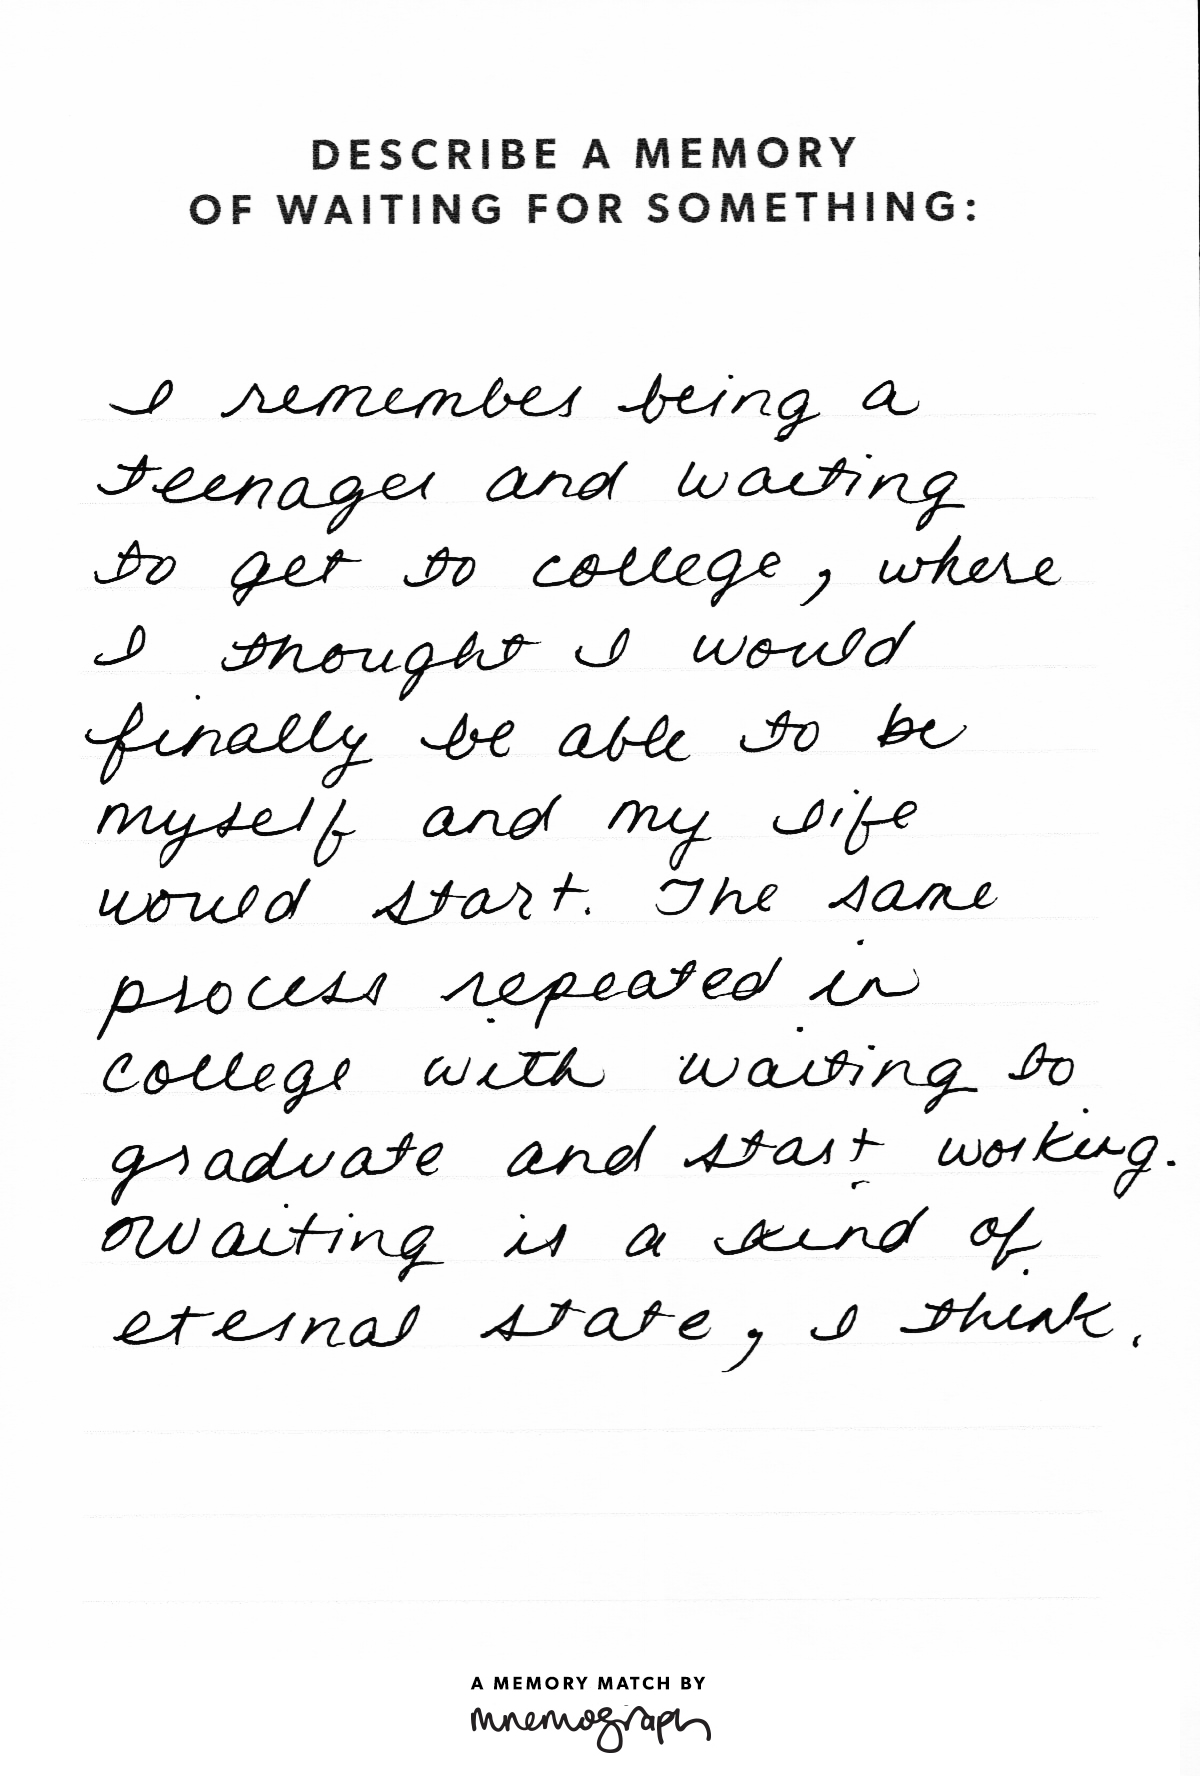 DESCRIBE A MEMORY
OF WAITING FOR SOMETHING:
I remember being a
teenager and waiting
to get to college, where
I thought I would
finally be able to be
myself and my life
would start. The same
process repeated in
college with waiting to
graduate and start working.
Waiting is a kind of
eternal state, I think.
A MEMORY MATCH BY
mnemograph